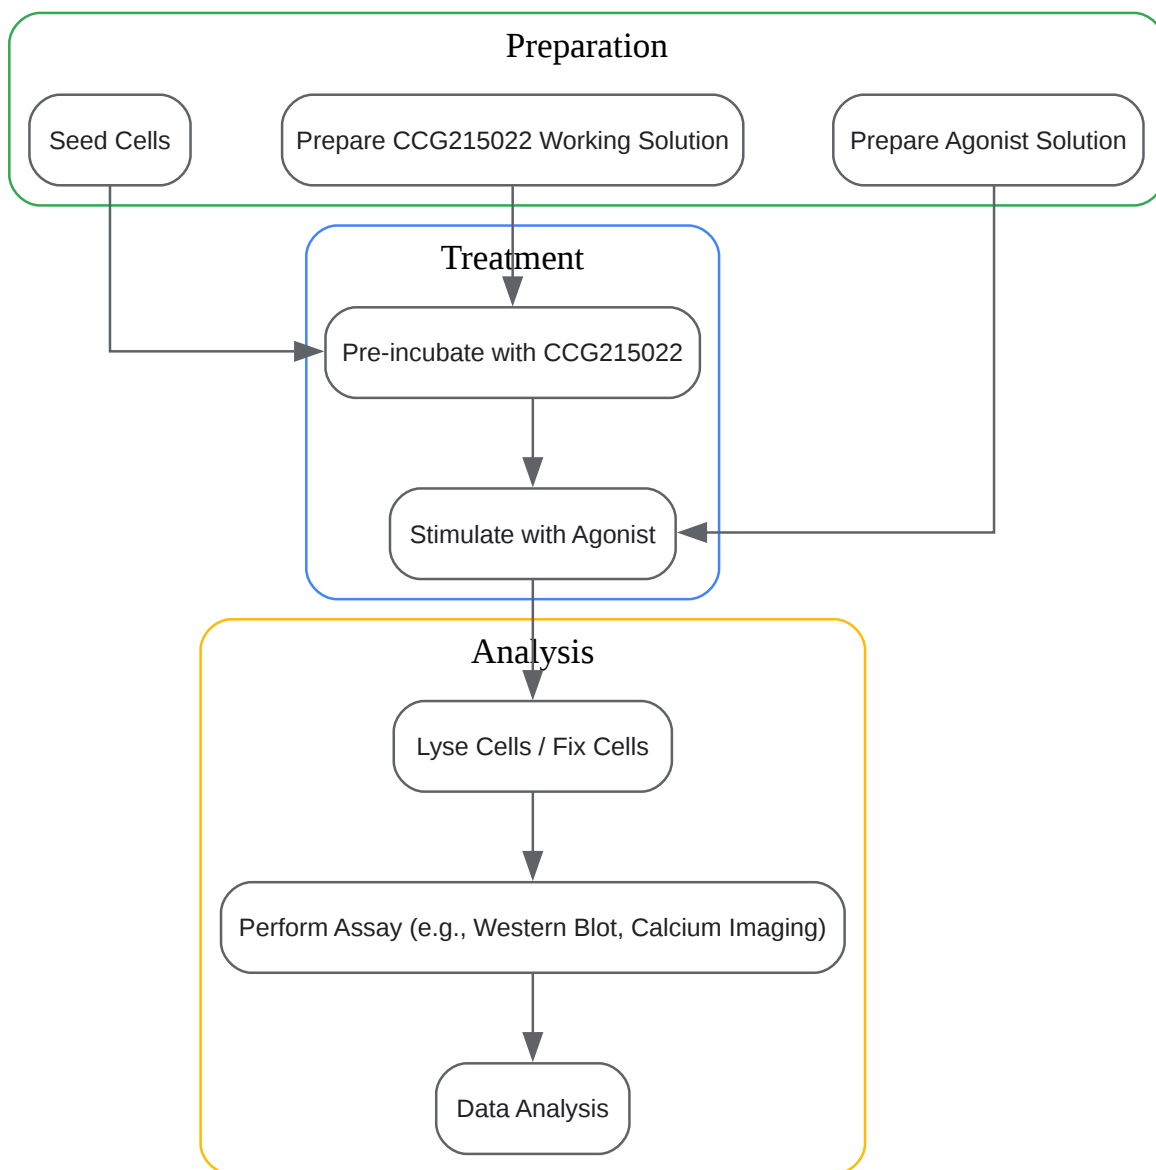 Preparation
Seed Cells
Prepare CCG215022 Working Solution
Prepare Agonist Solution
Treatment
Pre-incubate with CCG215022
Stimulate with Agonist
Analysis
Lyse Cells / Fix Cells
Perform Assay (e.g., Western Blot, Calcium Imaging)
Data Analysis